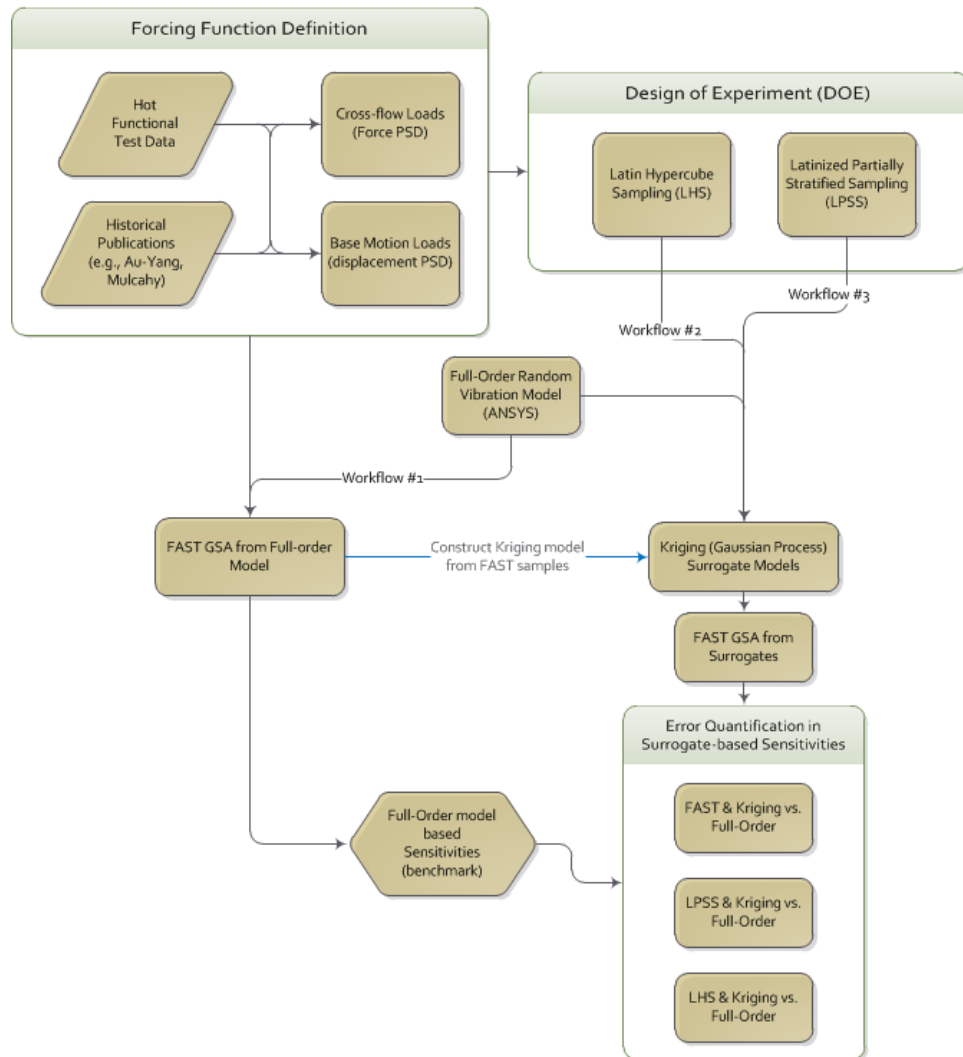 Forcing Function Definition
Hot
Functional
Test Data
Cross-flow Loads
(Force PSD)
Historical
Publications
(e.g., Au-Yang,
Mulcahy)
Base Motion Loads
(displacement PSD)
Design of Experiment (DOE)
Latin Hypercube
Sampling (LHS)
Latinized Partially
Stratified Sampling
(LPSS)
Workflow #3
Workflow #2
Full-Order Random
Vibration Model
(ANSYS)
Workflow #1
FAST GSA from Full-order
Model
Construct Kriging model
from FAST samples
Kriging (Gaussian Process)
Surrogate Models
FAST GSA from
Surrogates
Error Quantification in
Surrogate-based Sensitivities
FAST & Kriging vs.
Full-Order
Full-Order model
based
Sensitivities
(benchmark)
LPSS & Kriging vs.
Full-Order
LHS & Kriging vs.
Full-Order